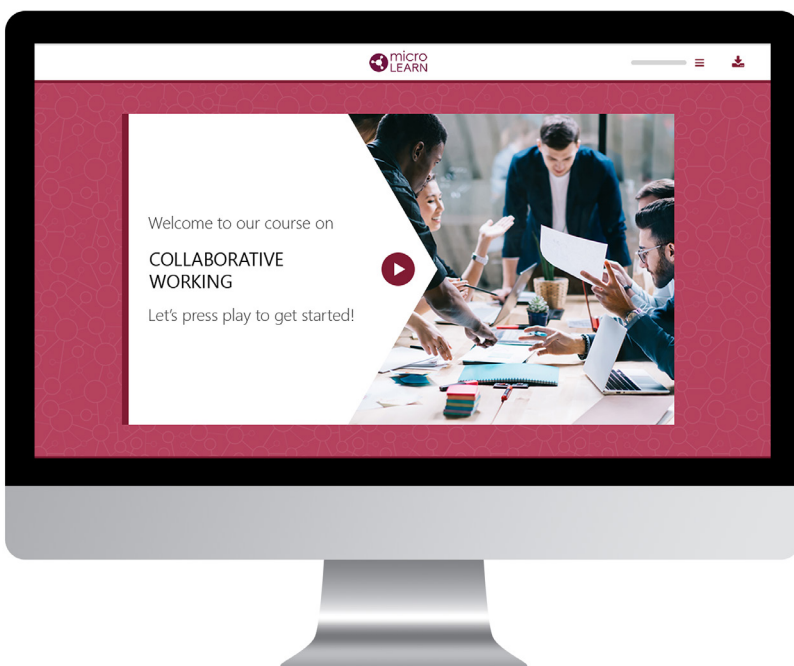 micro
LEARN
Welcome to our course on
COLLABORATIVE
WORKING
Let's press play to get started!